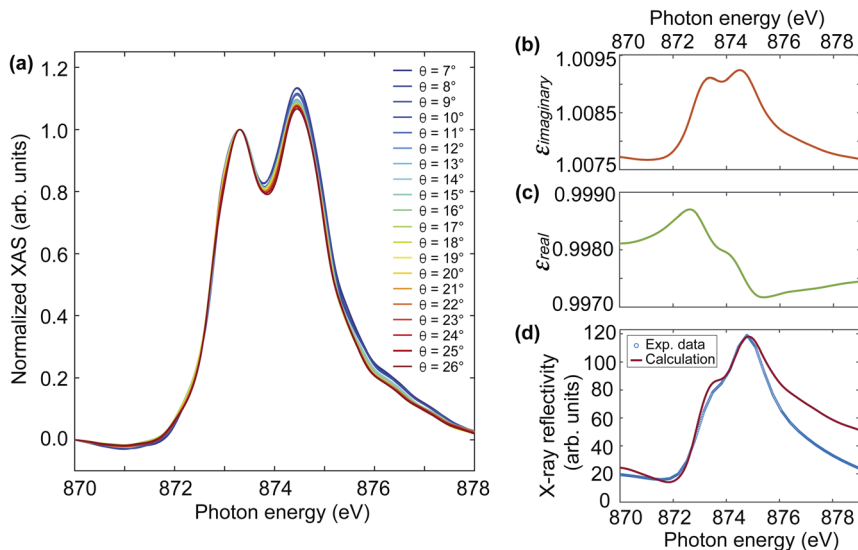 (a)
Normalized XAS (arb. units)
1.2
1.0
0.8
0.6
0.4
0.2
0.0
870
872
874
876
878
Photon energy (eV)
θ = 7°
θ = 8°
θ = 9°
θ = 10°
θ = 11°
θ = 12°
θ = 13°
θ = 14°
θ = 15°
θ = 16°
θ = 17°
θ = 18°
θ = 19°
θ = 20°
θ = 21°
θ = 22°
θ = 23°
θ = 24°
θ = 25°
θ = 26°
Photon energy (eV)
870 872 874 876 878
(b)
εimaginary
1.0095
1.0085
1.0075
(c)
εreal
0.9990
0.9980
0.9970
(d)
X-ray reflectivity
(arb. units)
120
100
80
60
40
20
0
Exp. data
Calculation
870 872 874 876 878
Photon energy (eV)